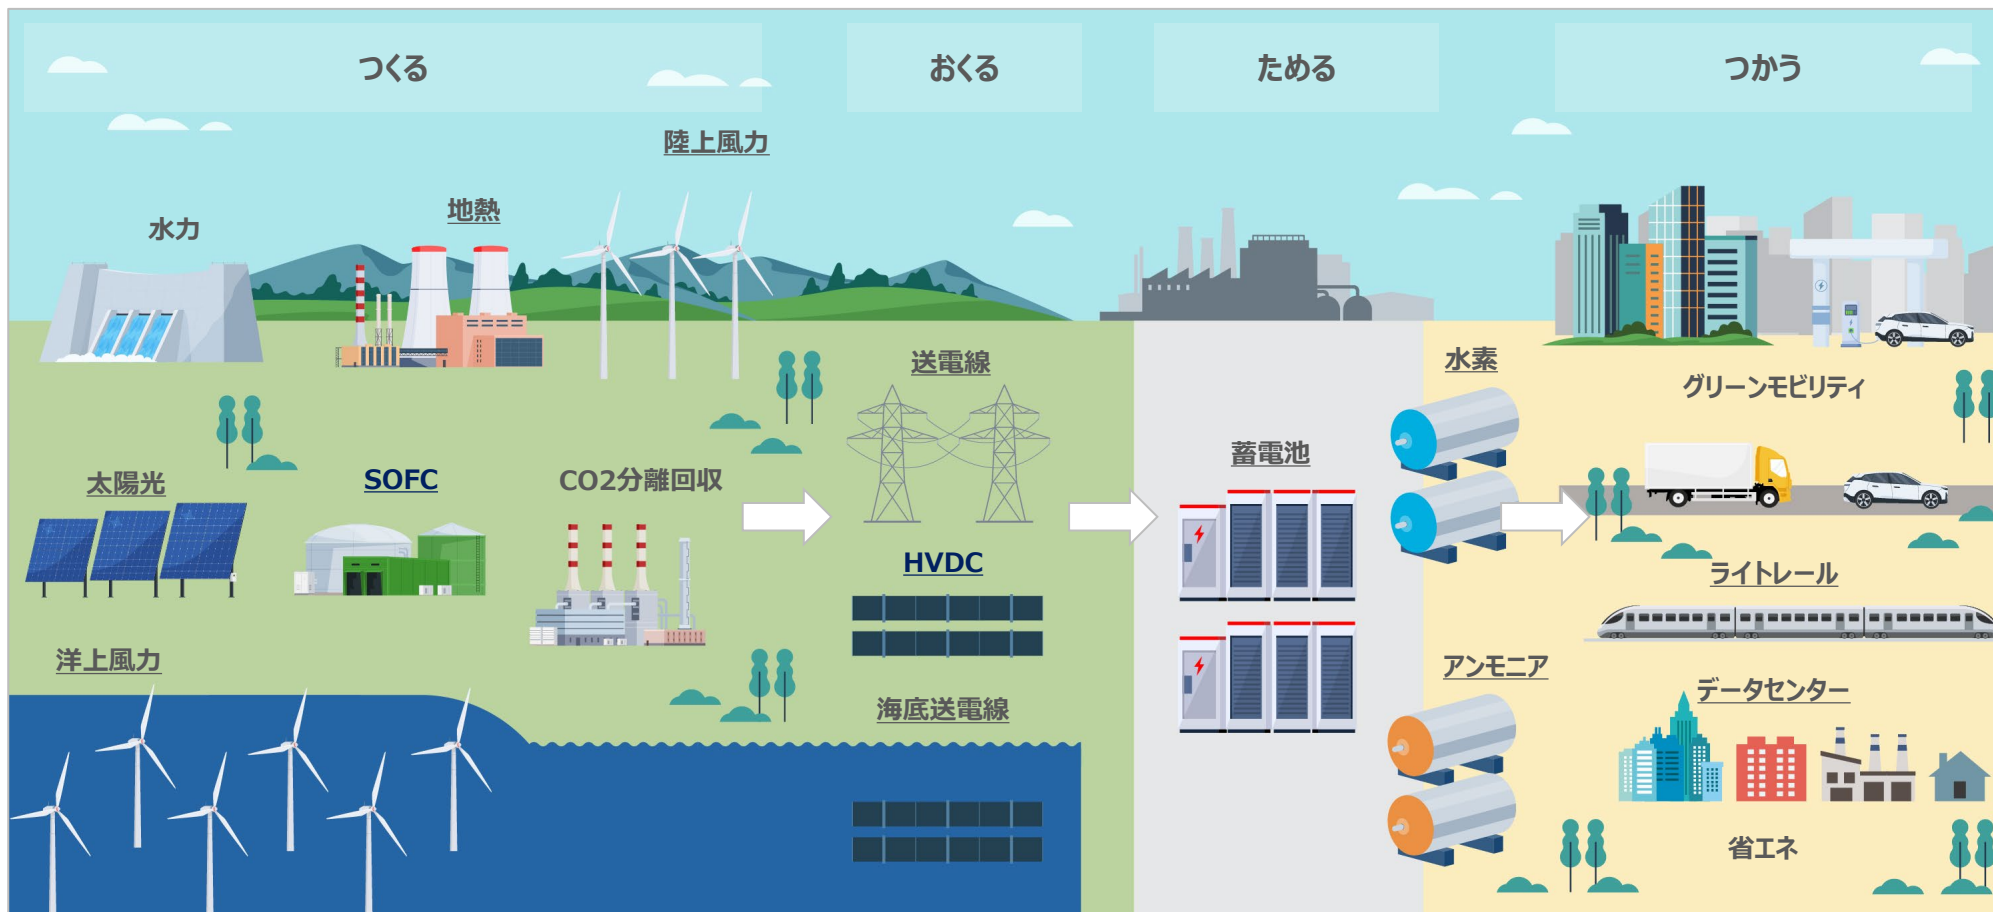 つくる
おくる
ためる
つかう
陸上風力
地熱
水力
送電線
水素
グリーンモビリティ
太陽光
SOFC
CO2分離回収
蓄電池
HVDC
ライトレール
洋上風力
アンモニア
データセンター
海底送電線
省エネ